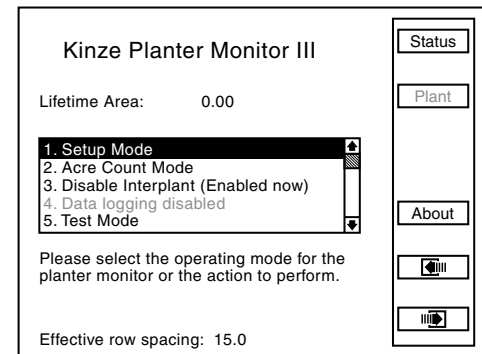 Kinze Planter Monitor III
Lifetime Area: 0.00
1. Setup Mode
2. Acre Count Mode
3. Disable Interplant (Enabled now)
4. Data logging disabled
5. Test Mode
Please select the operating mode for the
planter monitor or the action to perform.
Effective row spacing: 15.0
Status
Plant
About